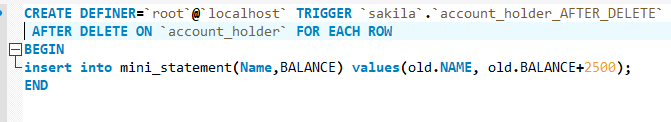 CREATE DEFINER=`root`@`localhost` TRIGGER `sakila`.`account_holder_AFTER_DELETE`
AFTER DELETE ON `account_holder` FOR EACH ROW
BEGIN
insert into mini_statement(Name,BALANCE) values(old.NAME, old.BALANCE+2500);
END